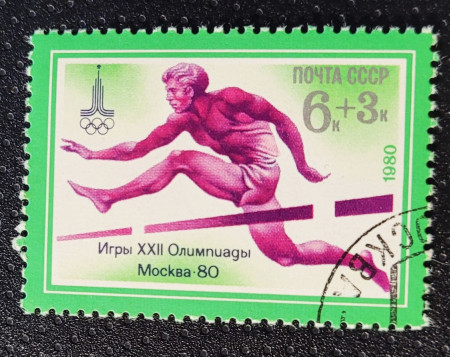 ПОЧТА СССР
6к+3к
1980
Игры XXII Олимпиады
Москва·80